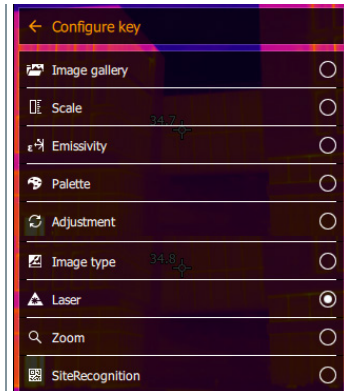 Configure key
Image gallery
Scale
34.7
Emissivity
Palette
Adjustment
Image type
34.8
Laser
Zoom
SiteRecognition